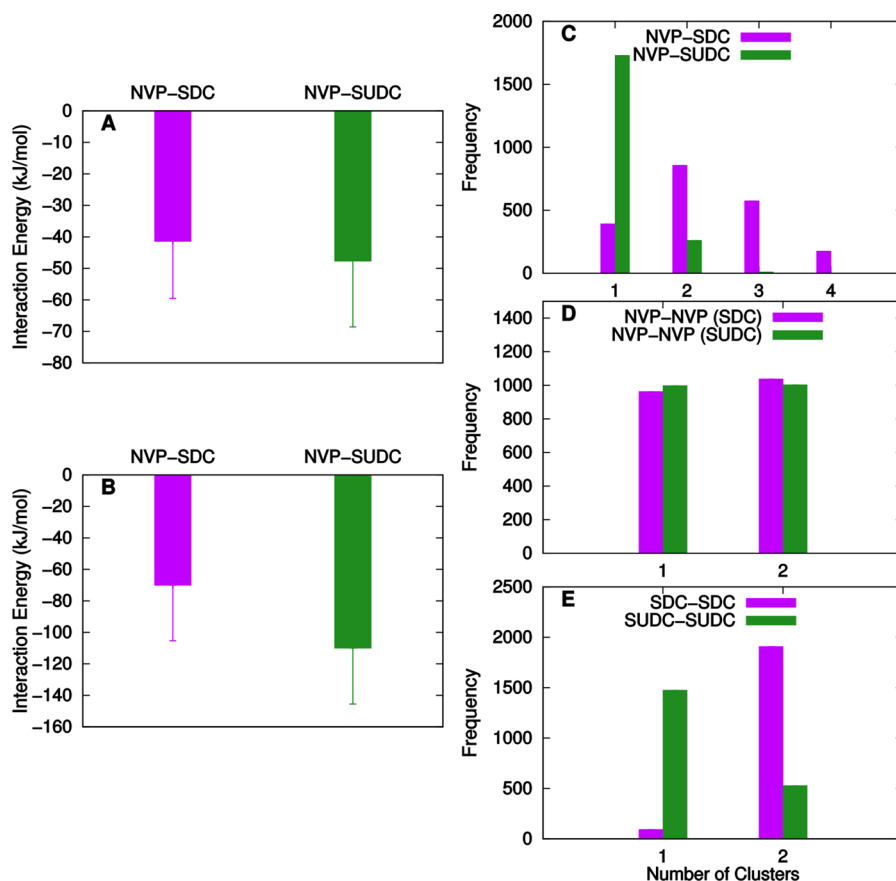 A
NVP–SDC
NVP–SUDC
Interaction Energy (kJ/mol)
0
−10
−20
−30
−40
−50
−60
−70
−80
B
NVP–SDC
NVP–SUDC
Interaction Energy (kJ/mol)
0
−20
−40
−60
−80
−100
−120
−140
−160
C
NVP–SDC
NVP–SUDC
Frequency
2000
1500
1000
500
0
1 2 3 4
D
NVP–NVP (SDC)
NVP–NVP (SUDC)
Frequency
1400
1200
1000
800
600
400
200
0
1 2
E
SDC–SDC
SUDC–SUDC
Frequency
2500
2000
1500
1000
500
0
1 2
Number of Clusters